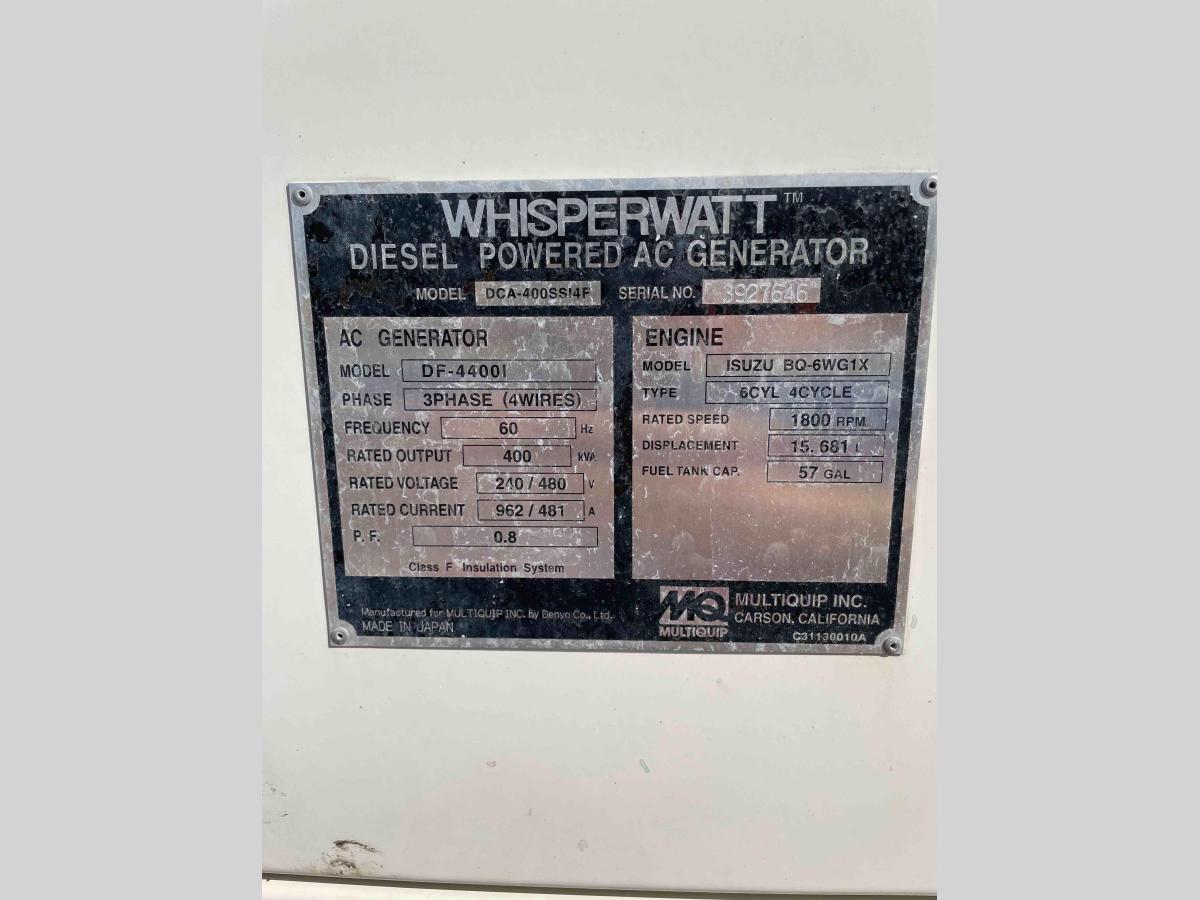 WHISPERWATT™
DIESEL POWERED AC GENERATOR
MODEL DCA-400SSI4F SERIAL NO. 3927646
AC GENERATOR
MODEL DF-4400I
PHASE 3PHASE (4WIRES)
FREQUENCY 60 Hz
RATED OUTPUT 400 kVA
RATED VOLTAGE 240 / 480 V
RATED CURRENT 962 / 481 A
P. F. 0.8
Class F Insulation System
ENGINE
MODEL ISUZU BQ-6WG1X
TYPE 6CYL 4CYCLE
RATED SPEED 1800 RPM
DISPLACEMENT 15.681 L
FUEL TANK CAP. 57 GAL
Manufactured for MULTIQUIP INC. by Denyo Co., Ltd.
MADE IN JAPAN
MQ
MULTIQUIP
MULTIQUIP INC.
CARSON, CALIFORNIA
C31130010A